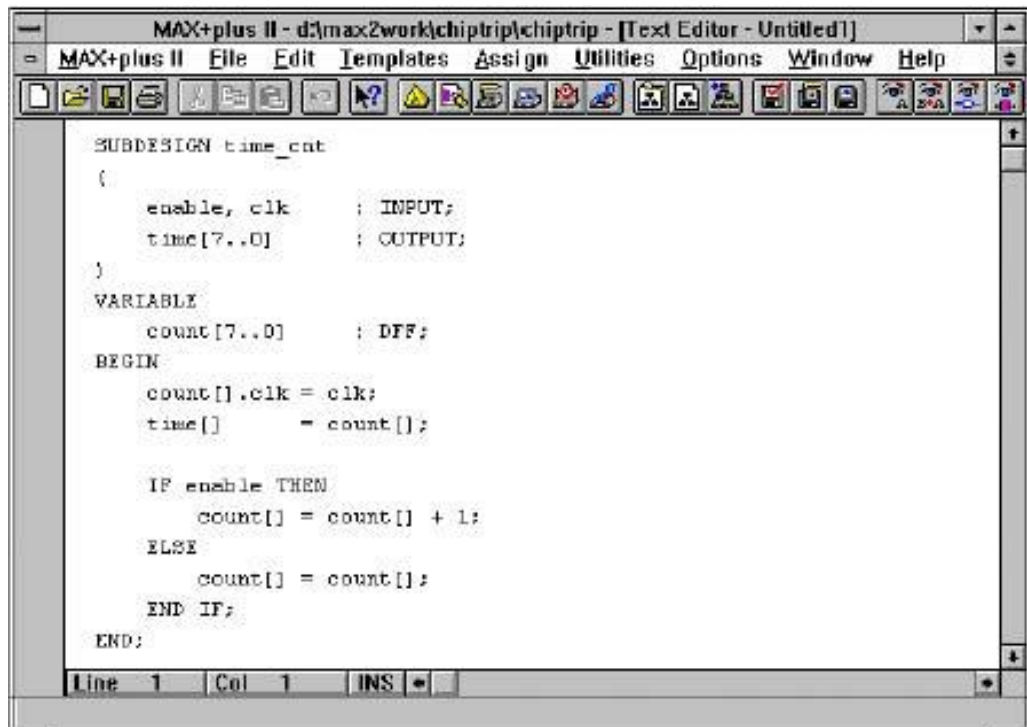 MAX+plus II - d:\max2work\chiptrip\chiptrip - [Text Editor - Untitled1]
MAX+plus II File Edit Templates Assign Utilities Options Window Help
SUBDESIGN time_cnt
(
enable, clk : INPUT;
time[7..0] : OUTPUT;
)
VARIABLE
count[7..0] : DFF;
BEGIN
count[].clk = clk;
time[] = count[];
IF enable THEN
count[] = count[] + 1;
ELSE
count[] = count[];
END IF;
END;
Line 1 Col 1 INS